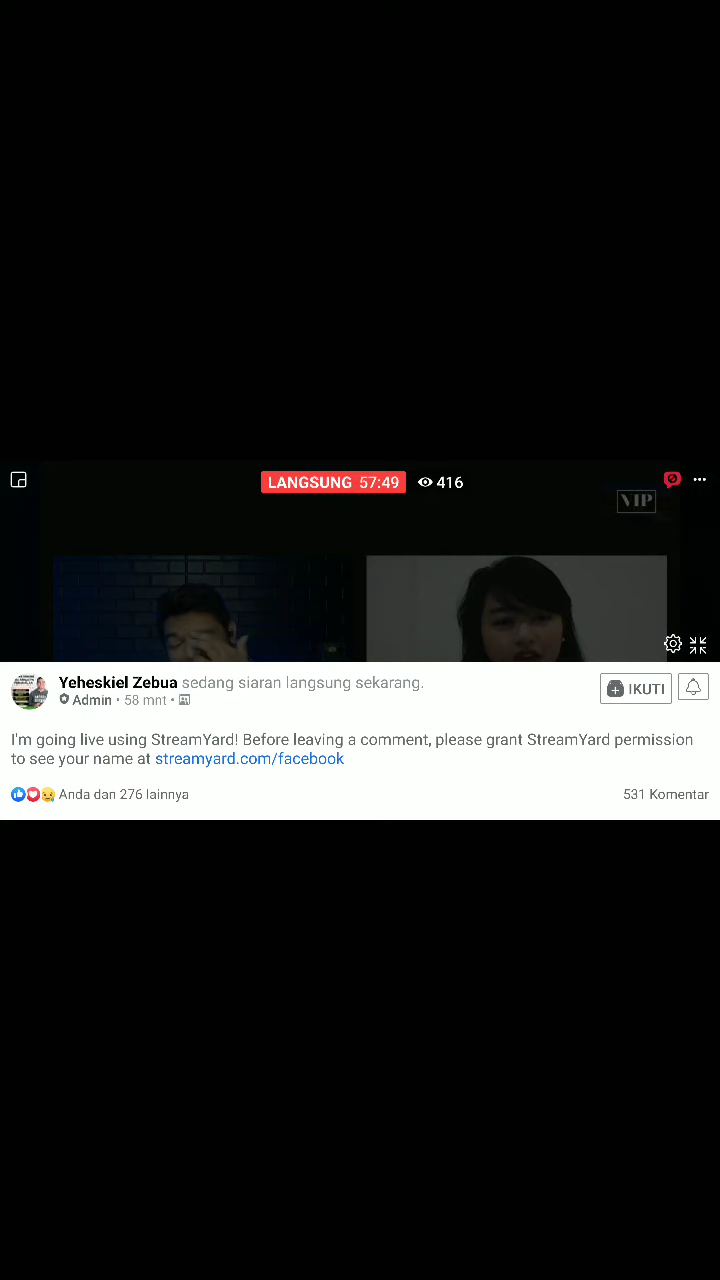 LANGSUNG 57:49 416
VIP
Yeheskiel Zebua sedang siaran langsung sekarang.
Admin · 58 mnt ·
IKUTI
I'm going live using StreamYard! Before leaving a comment, please grant StreamYard permission
to see your name at streamyard.com/facebook
Anda dan 276 lainnya
531 Komentar